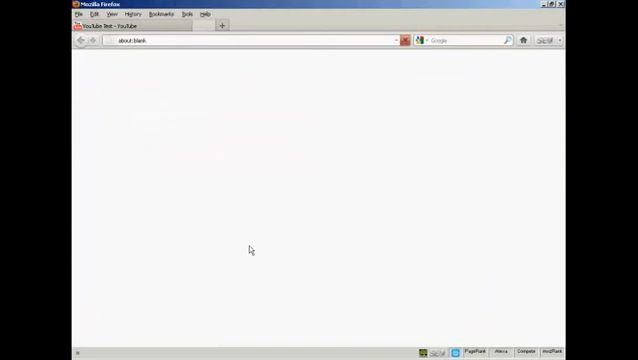 Mozilla Firefox
File Edit View History Bookmarks Tools Help
YouTube Test - YouTube
about:blank
Google
PageRank Alexa Compete mozRank